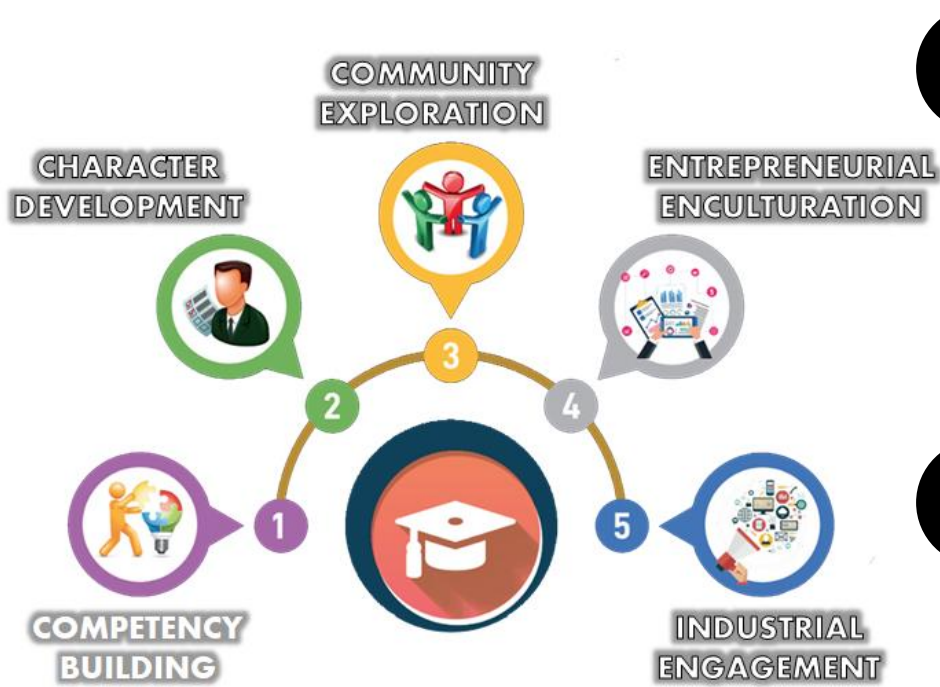 COMMUNITY
EXPLORATION
CHARACTER
DEVELOPMENT
ENTREPRENEURIAL
ENCULTURATION
3
2
4
1
5
COMPETENCY
BUILDING
INDUSTRIAL
ENGAGEMENT